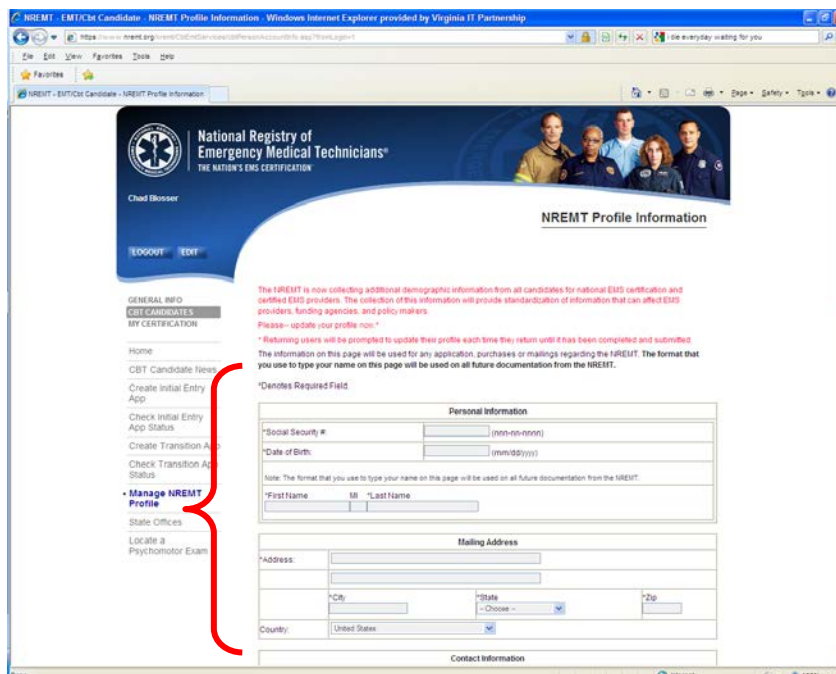 NREMT - EMT/Cbt Candidate - NREMT Profile Information - Windows Internet Explorer provided by Virginia IT Partnership
i die everyday waiting for you
File Edit View Favorites Tools Help
Favorites
NREMT - EMT/Cbt Candidate - NREMT Profile Information
Page Safety Tools
National Registry of
Emergency Medical Technicians®
THE NATION'S EMS CERTIFICATION
Chad Blosser
NREMT Profile Information
LOGOUT EDIT
GENERAL INFO
CBT CANDIDATES
MY CERTIFICATION
Home
CBT Candidate News
Create Initial Entry
App
Check Initial Entry
App Status
Create Transition App
Check Transition App
Status
Manage NREMT
Profile
State Offices
Locate a
Psychomotor Exam
The NREMT is now collecting additional demographic information from all candidates for national EMS certification and
certified EMS providers. The collection of this information will provide standardization of information that can affect EMS
providers, funding agencies, and policy makers.
Please-- update your profile now.*
* Returning users will be prompted to update their profile each time they return until it has been completed and submitted.
The information on this page will be used for any application, purchases or mailings regarding the NREMT. The format that
you use to type your name on this page will be used on all future documentation from the NREMT.
*Denotes Required Field.
Personal Information
*Social Security #: (nnn-nn-nnnn)
*Date of Birth: (mm/dd/yyyy)
Note: The format that you use to type your name on this page will be used on all future documentation from the NREMT.
*First Name MI *Last Name
Mailing Address
*Address:
*City *State *Zip
-- Choose --
Country: United States
Contact Information